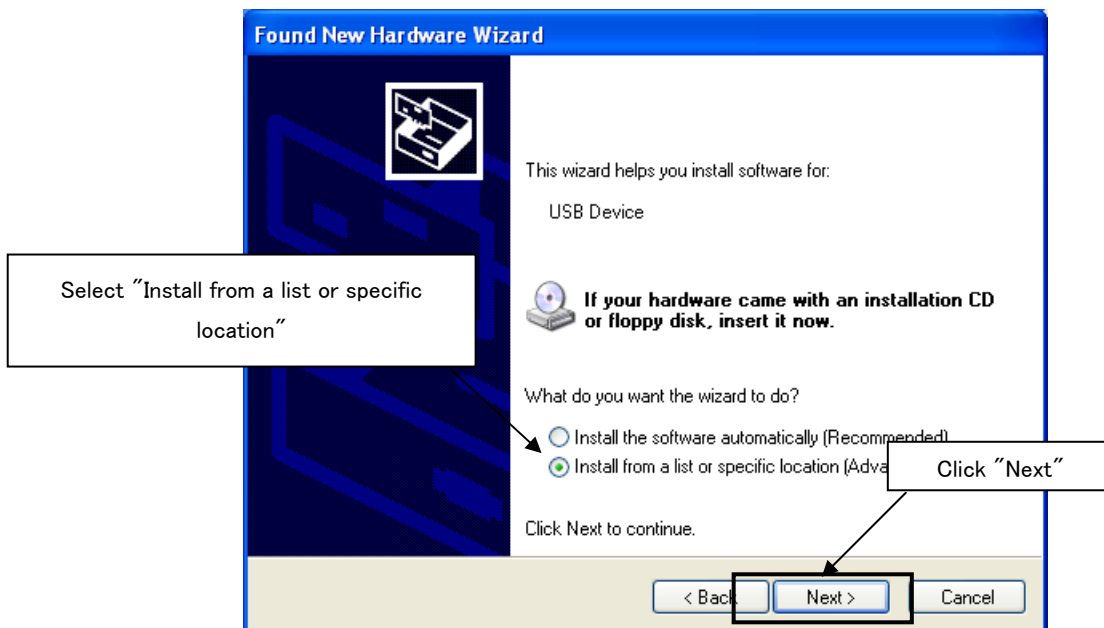 Found New Hardware Wizard
This wizard helps you install software for:
USB Device
Select "Install from a list or specific
location"
If your hardware came with an installation CD
or floppy disk, insert it now.
What do you want the wizard to do?
Install the software automatically (Recommended)
Install from a list or specific location (Adva
Click "Next"
Click Next to continue.
< Back
Next >
Cancel